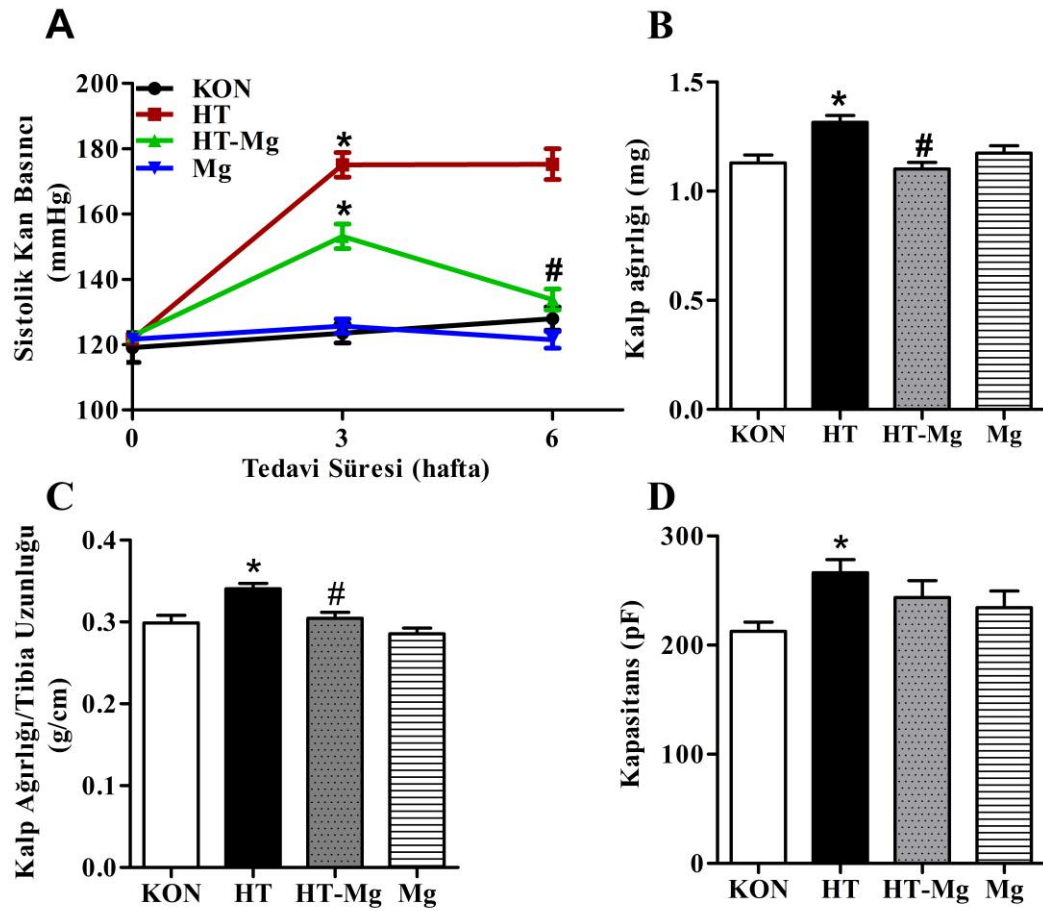 A
200
180
160
140
120
100
Sistolik Kan Basıncı
(mmHg)
KON
HT
HT-Mg
Mg
*
*
#
0 3 6
Tedavi Süresi (hafta)
B
1.5
1.0
0.5
0.0
Kalp ağırlığı (mg)
*
#
KON HT HT-Mg Mg
C
0.4
0.3
0.2
0.1
0.0
Kalp Ağırlığı/Tibia Uzunluğu
(g/cm)
*
#
KON HT HT-Mg Mg
D
300
200
100
0
Kapasitans (pF)
*
KON HT HT-Mg Mg